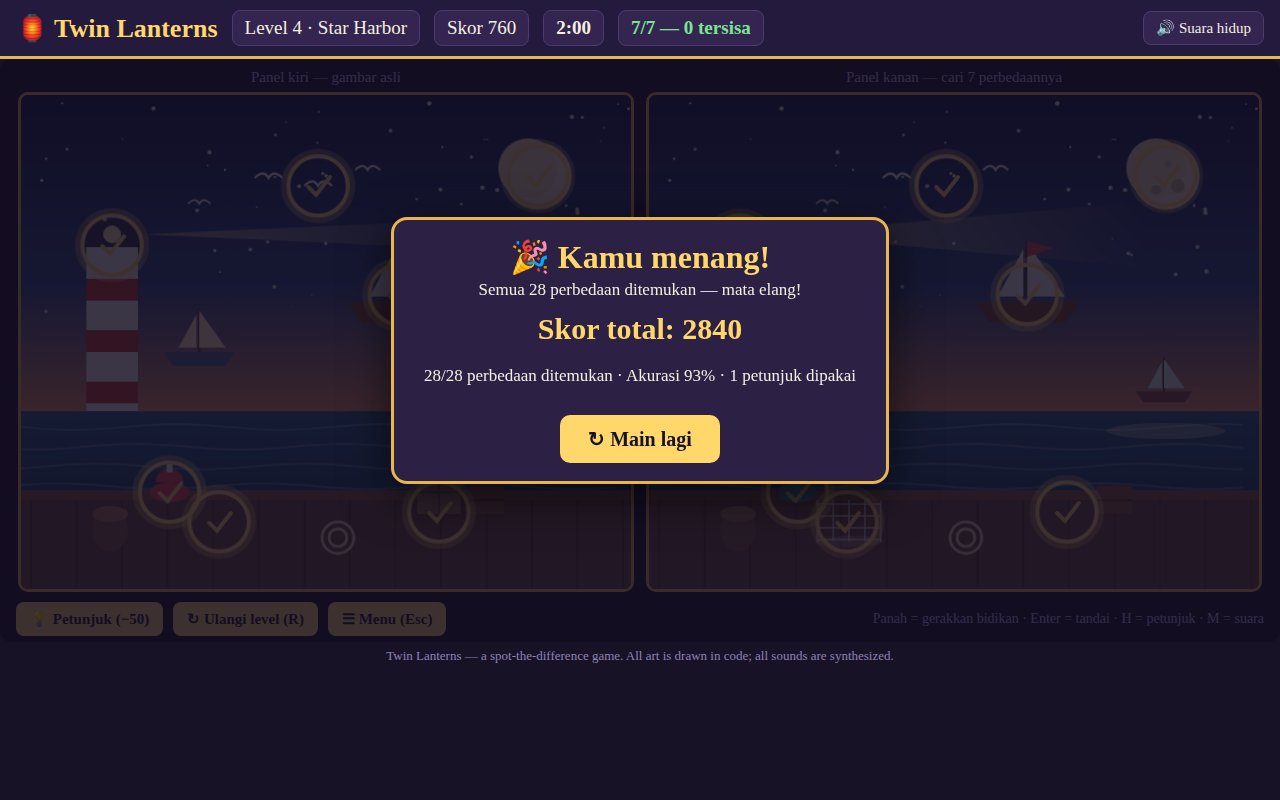 Twin Lanterns
Level 4 · Star Harbor
Skor 760
2:00
7/7 — 0 tersisa
Suara hidup
Panel kiri — gambar asli
Panel kanan — cari 7 perbedaannya
Kamu menang!
Semua 28 perbedaan ditemukan — mata elang!
Skor total: 2840
28/28 perbedaan ditemukan · Akurasi 93% · 1 petunjuk dipakai
↻ Main lagi
Petunjuk (−50)
↻ Ulangi level (R)
☰ Menu (Esc)
Panah = gerakkan bidikan · Enter = tandai · H = petunjuk · M = suara
Twin Lanterns — a spot-the-difference game. All art is drawn in code; all sounds are synthesized.